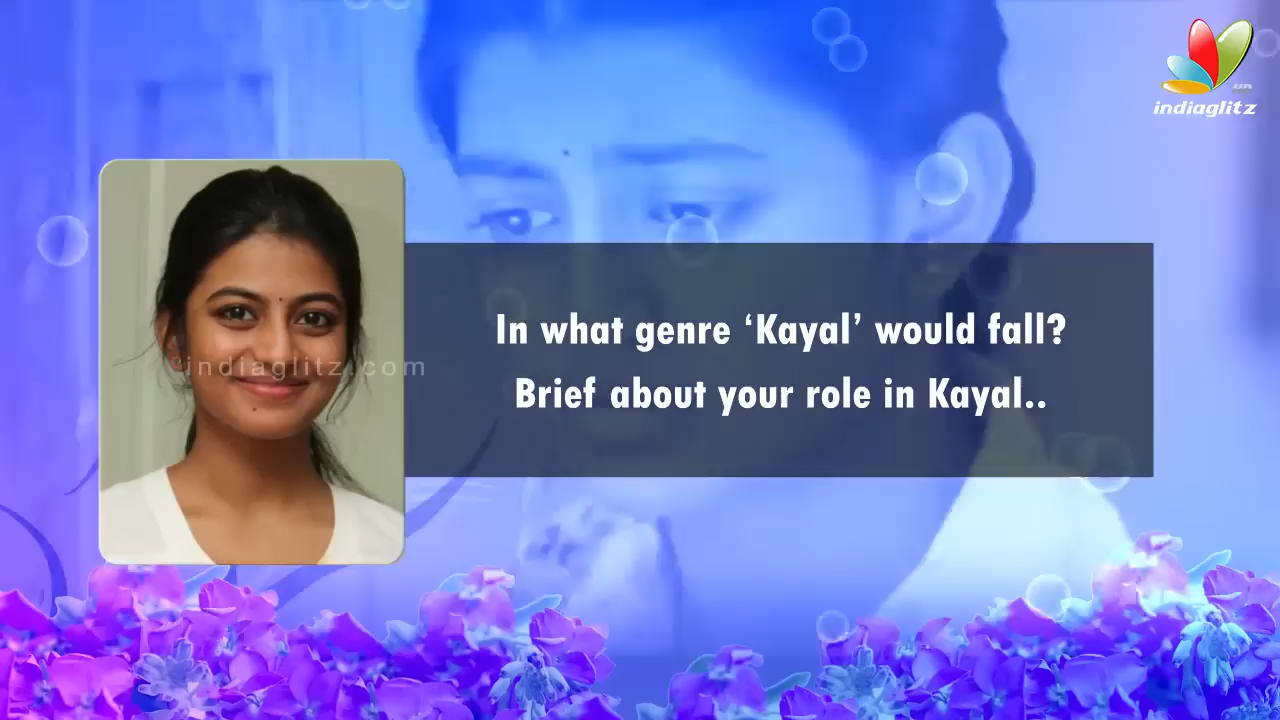 indiaglitz
In what genre ‘Kayal’ would fall?
indiaglitz.com
Brief about your role in Kayal..